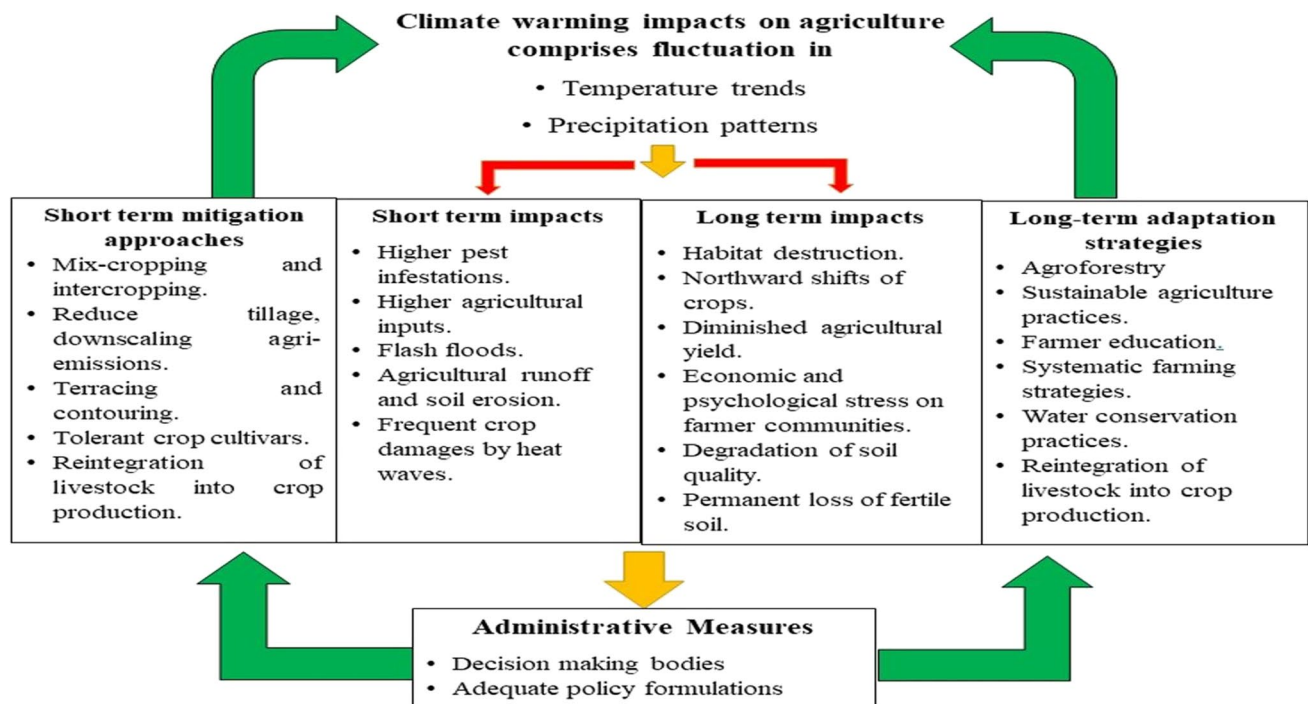 Climate warming impacts on agriculture
comprises fluctuation in
• Temperature trends
• Precipitation patterns
Short term mitigation
approaches
• Mix-cropping and
intercropping.
• Reduce tillage,
downscaling agri-
emissions.
• Terracing and
contouring.
• Tolerant crop cultivars.
• Reintegration of
livestock into crop
production.
Short term impacts
• Higher pest
infestations.
• Higher agricultural
inputs.
• Flash floods.
• Agricultural runoff
and soil erosion.
• Frequent crop
damages by heat
waves.
Long term impacts
• Habitat destruction.
• Northward shifts of
crops.
• Diminished agricultural
yield.
• Economic and
psychological stress on
farmer communities.
• Degradation of soil
quality.
• Permanent loss of fertile
soil.
Long-term adaptation
strategies
• Agroforestry
• Sustainable agriculture
practices.
• Farmer education.
• Systematic farming
strategies.
• Water conservation
practices.
• Reintegration of
livestock into crop
production.
Administrative Measures
• Decision making bodies
• Adequate policy formulations